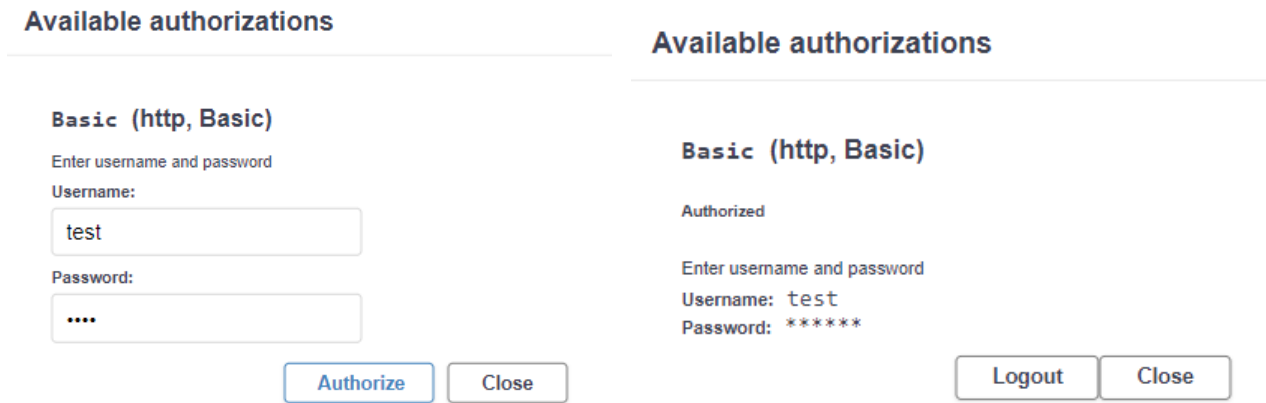 Available authorizations
Basic (http, Basic)
Enter username and password
Username:
test
Password:
••••
Authorize Close
Available authorizations
Basic (http, Basic)
Authorized
Enter username and password
Username: test
Password: ******
Logout Close